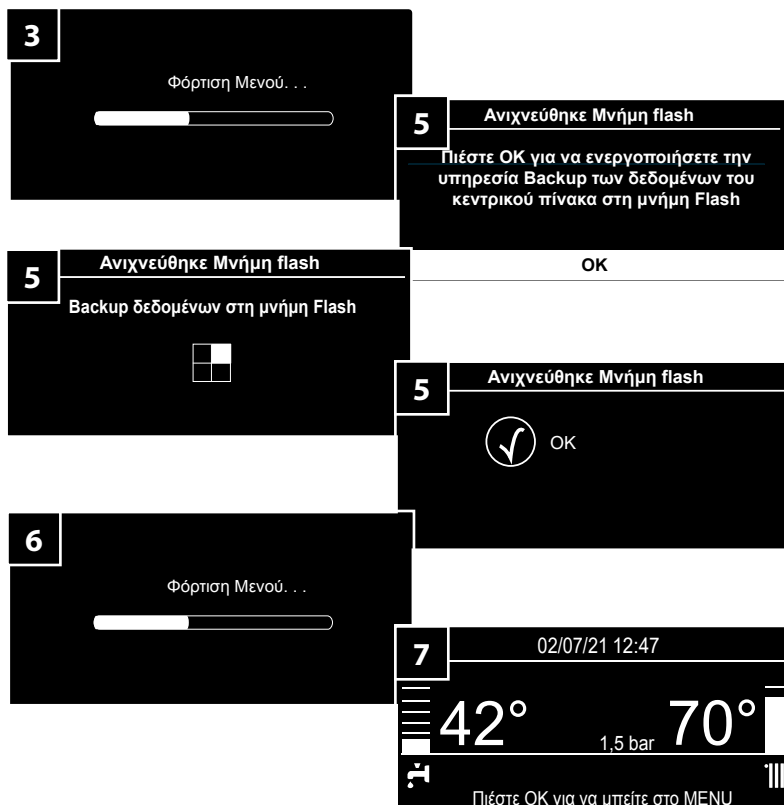 3
Φόρτιση Μενού. . .
5
Ανιχνεύθηκε Μνήμη flash
Πιέστε OK για να ενεργοποιήσετε την
υπηρεσία Backup των δεδομένων του
κεντρικού πίνακα στη μνήμη Flash
OK
5
Ανιχνεύθηκε Μνήμη flash
Backup δεδομένων στη μνήμη Flash
5
Ανιχνεύθηκε Μνήμη flash
OK
6
Φόρτιση Μενού. . .
7
02/07/21 12:47
42° 1,5 bar 70°
Πιέστε OK για να μπείτε στο MENU